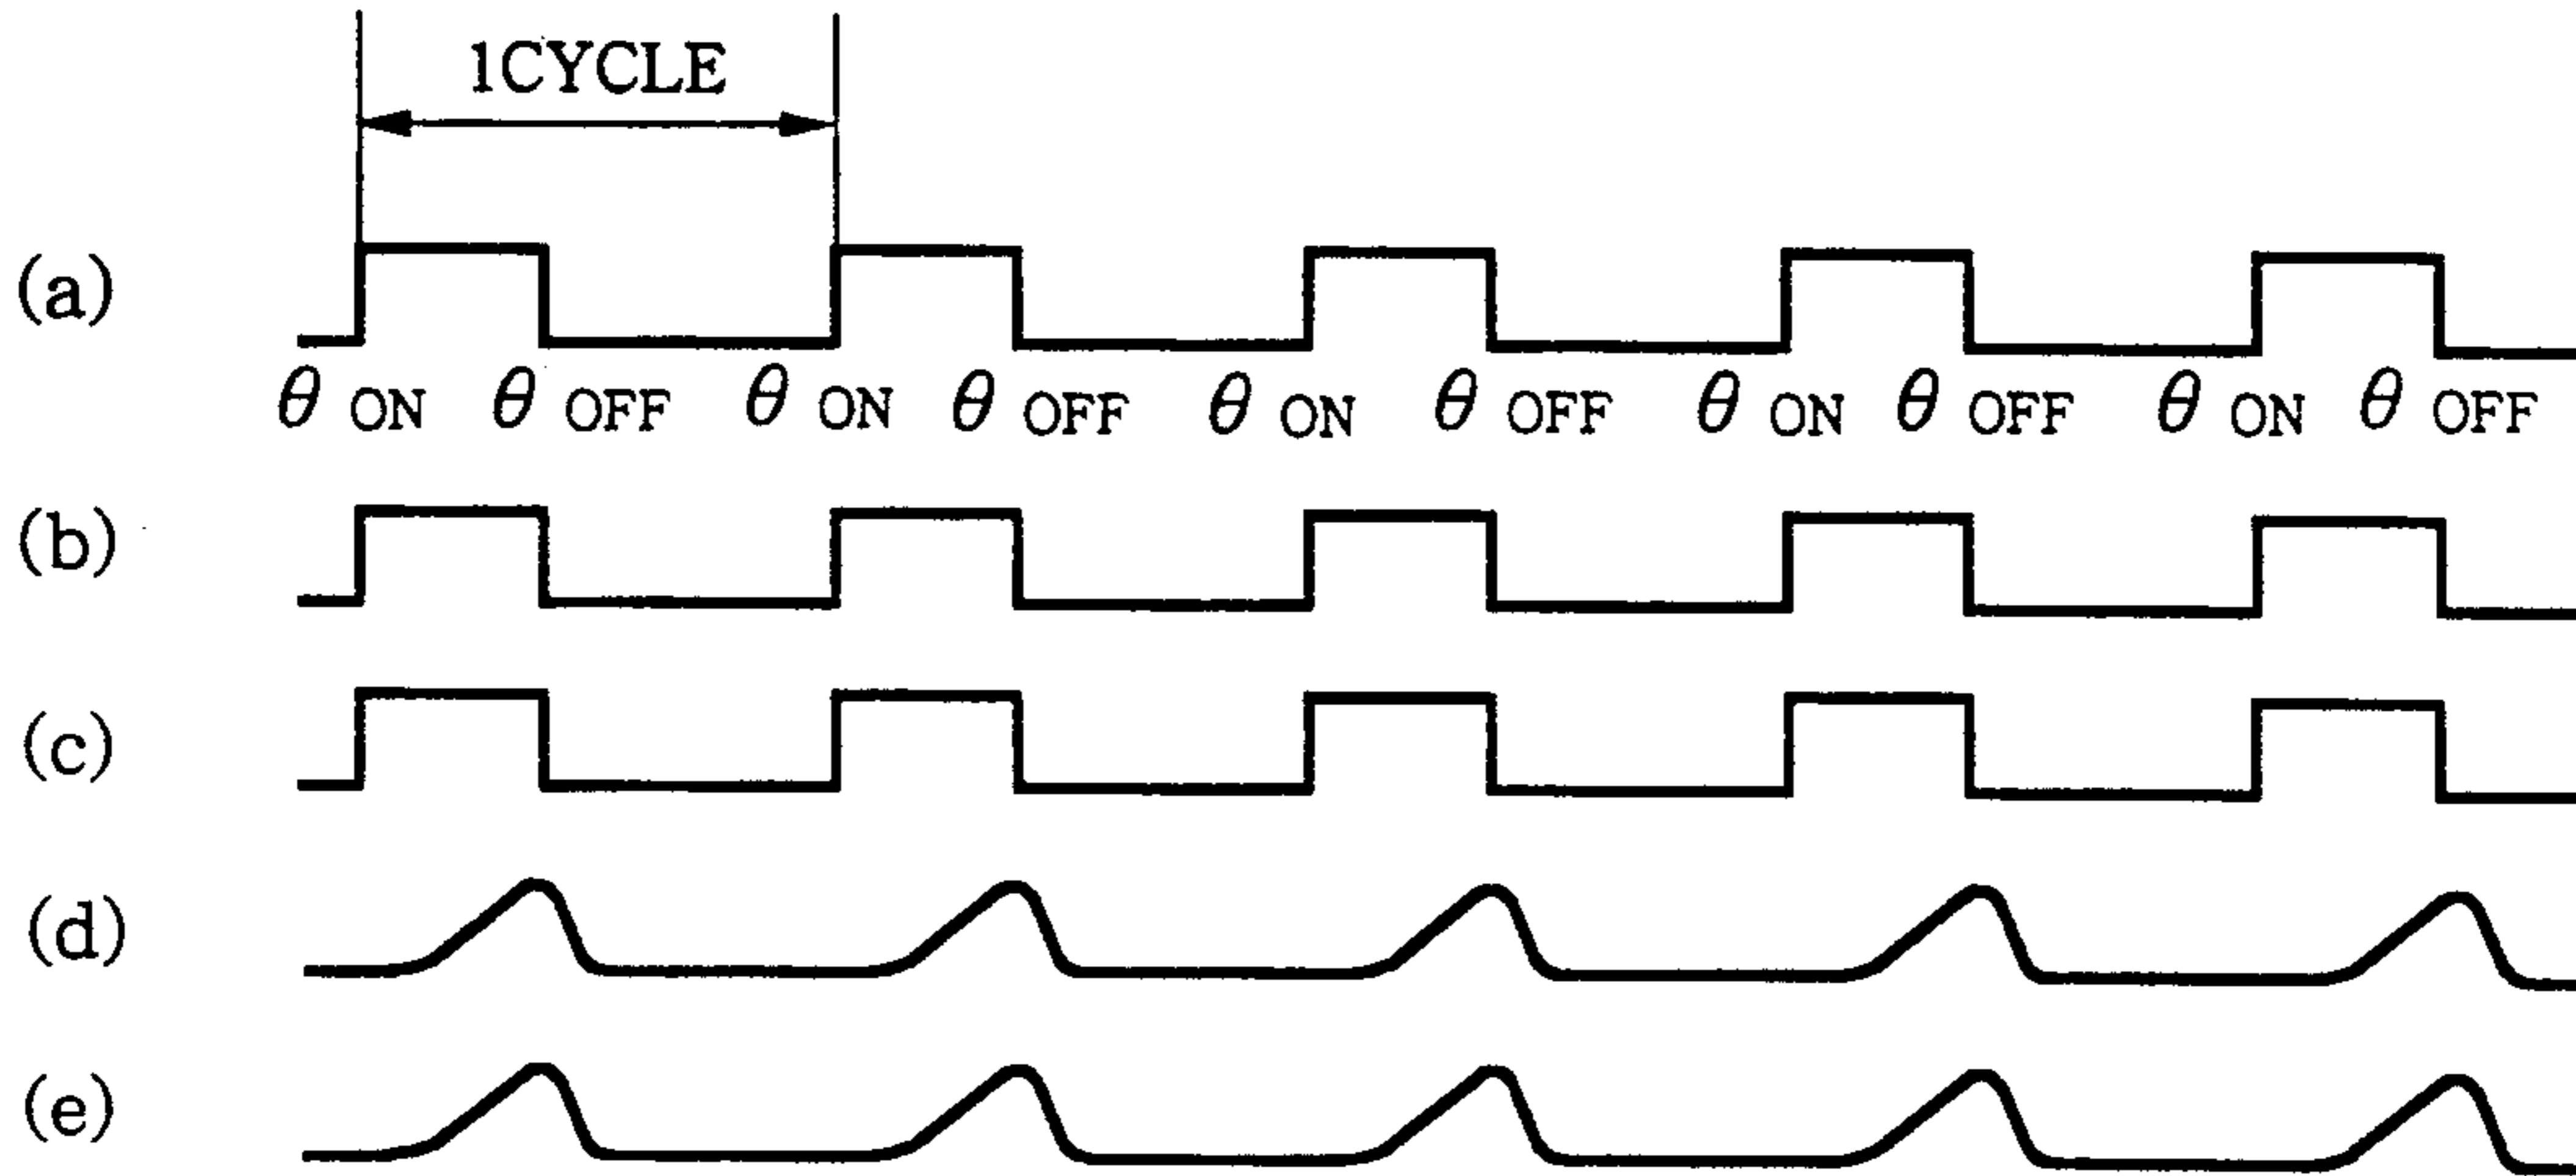 1CYCLE
(a)
θ ON θ OFF θ ON θ OFF θ ON θ OFF θ ON θ OFF θ ON θ OFF
(b)
(c)
(d)
(e)